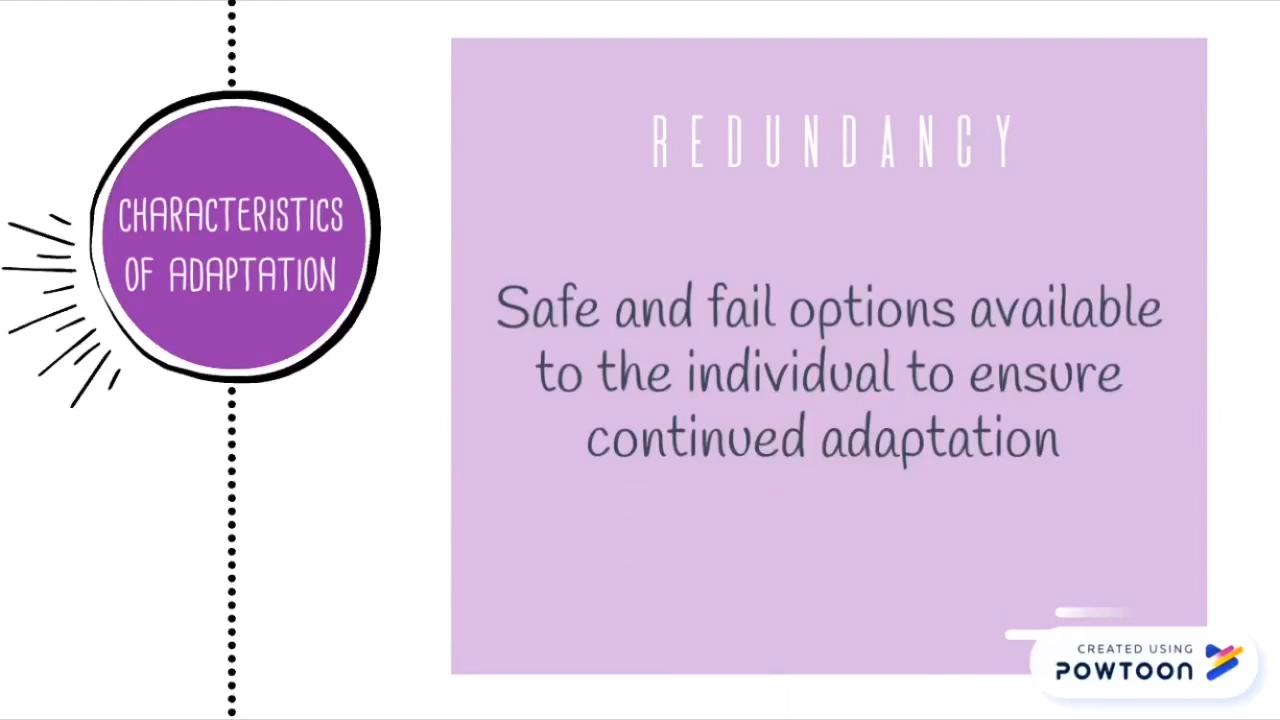 CHARACTERISTICS
OF ADAPTATION
REDUNDANCY
Safe and fail options available
to the individual to ensure
continued adaptation
CREATED USING
POWTOON